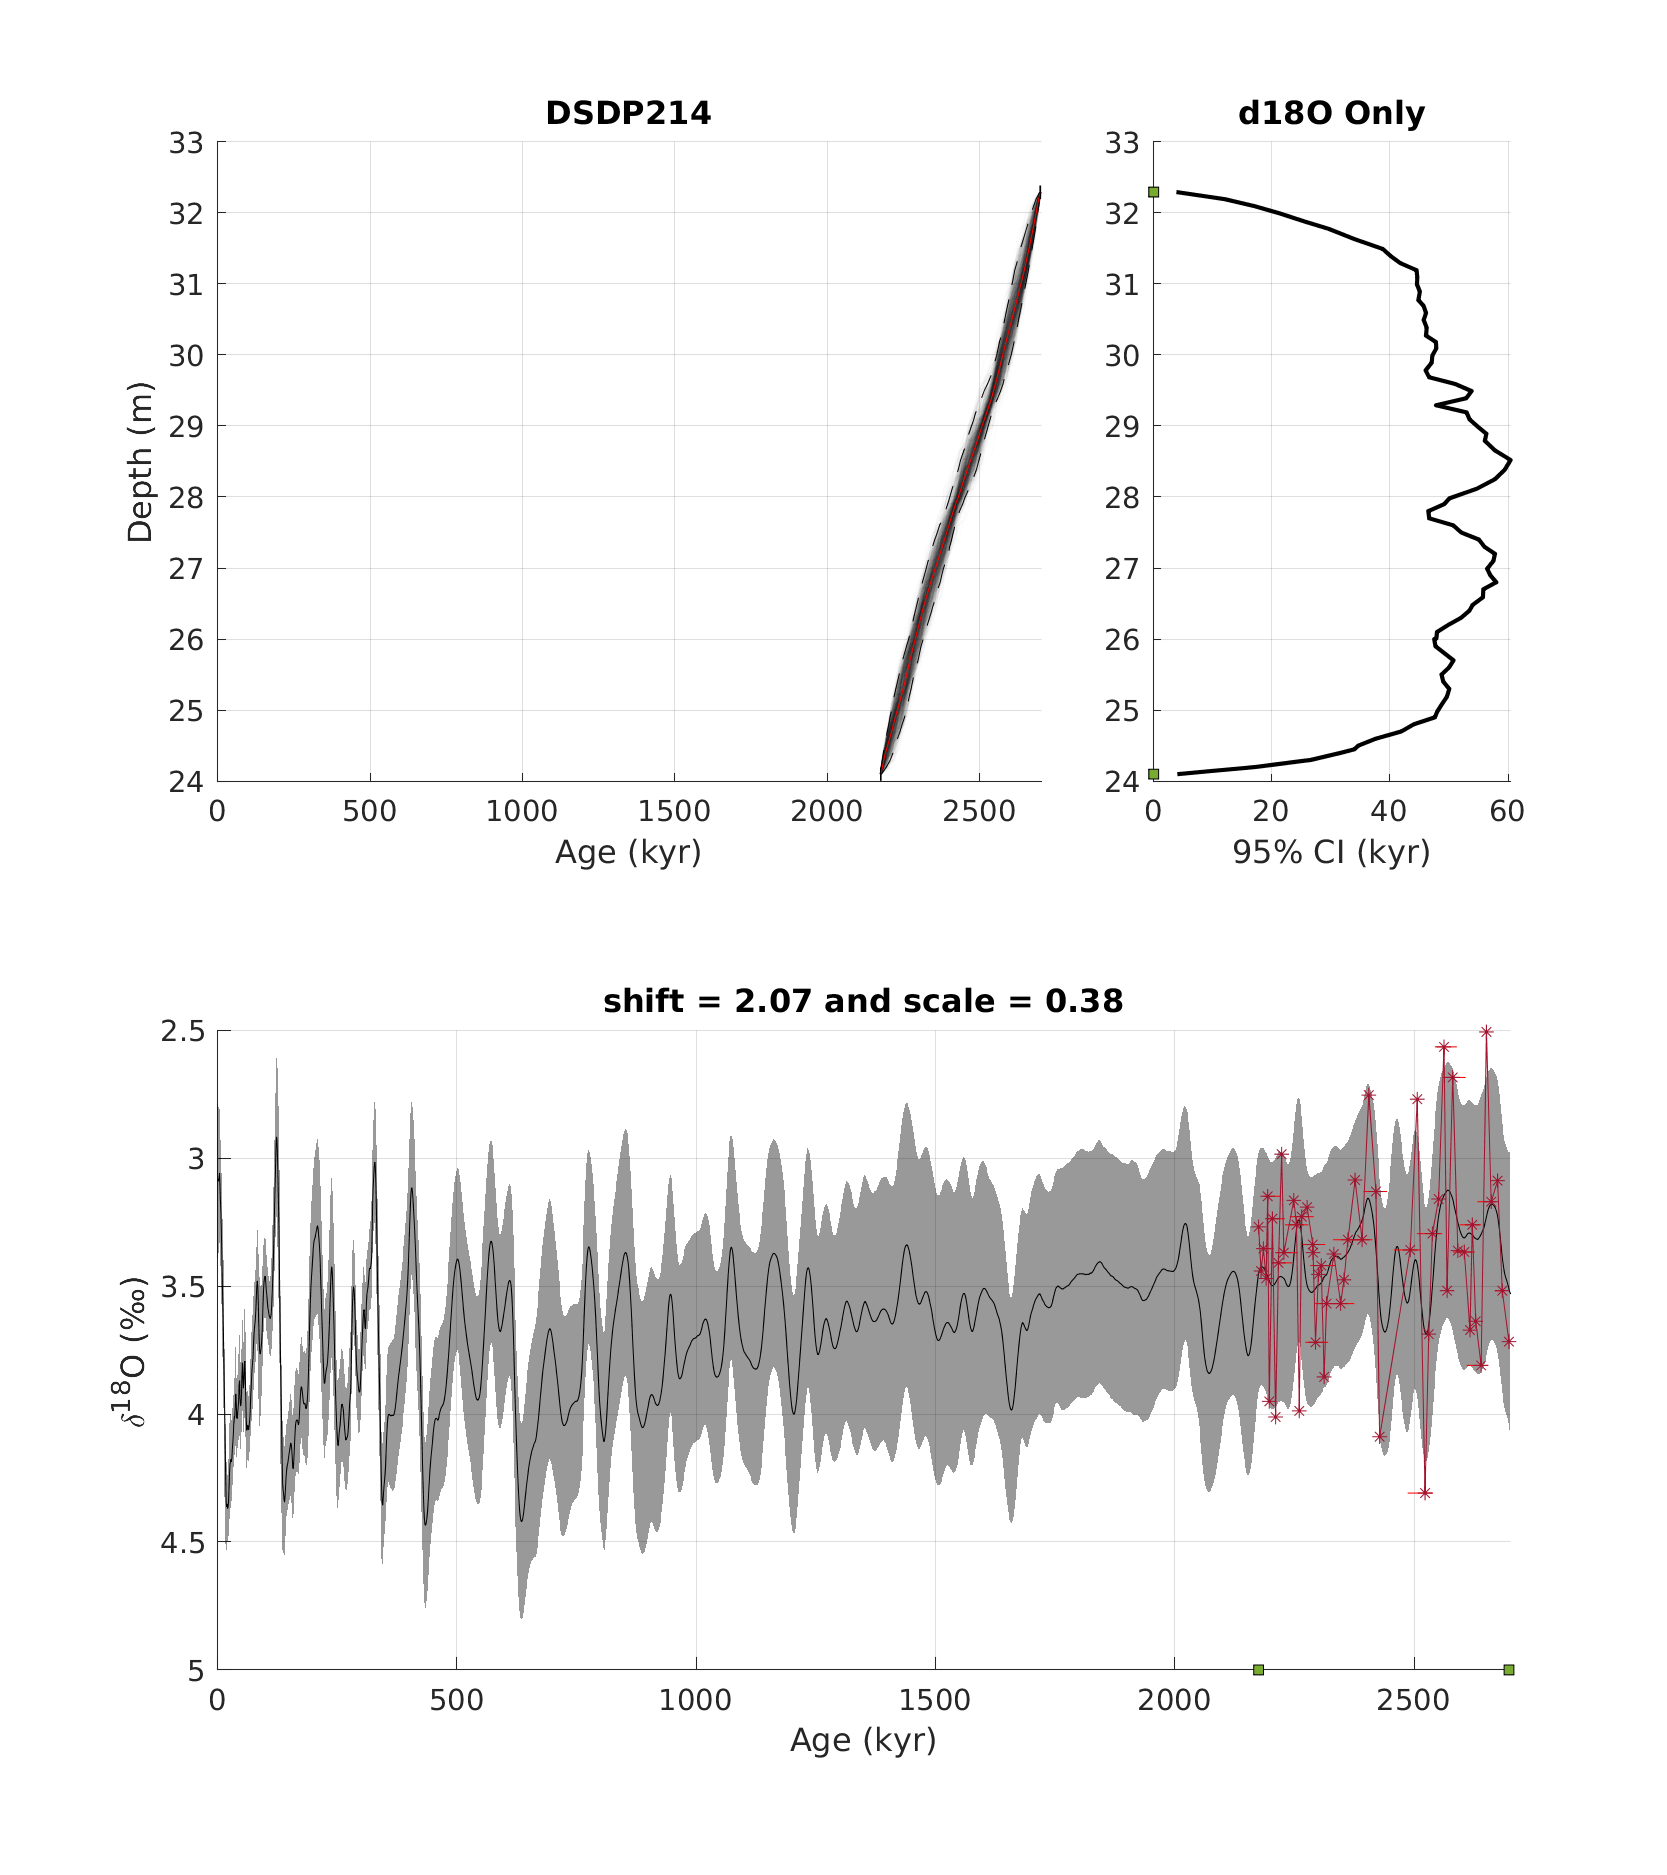 DSDP214
d18O Only
33
32
31
30
29
28
27
26
25
24
Depth (m)
0 500 1000 1500 2000 2500
Age (kyr)
33
32
31
30
29
28
27
26
25
24
0 20 40 60
95% CI (kyr)
shift = 2.07 and scale = 0.38
2.5
3
3.5
4
4.5
5
δ18O (‰)
0 500 1000 1500 2000 2500
Age (kyr)